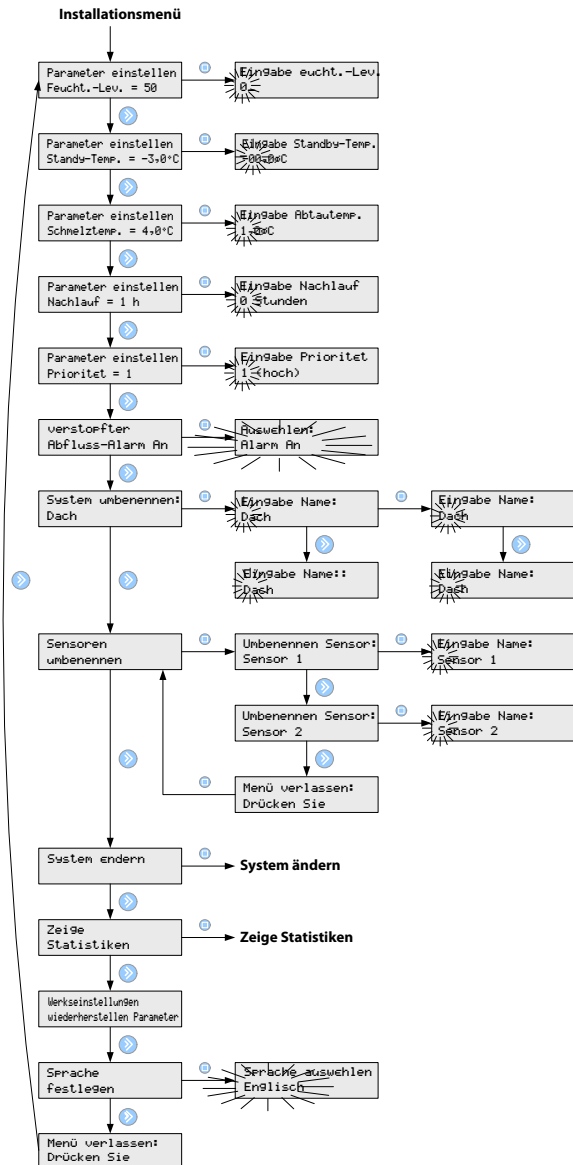 Installationsmenü
Parameter einstellen
Feucht.-Lev. = 50
Eingabe eucht.-Lev.
0
Parameter einstellen
Standy-Temp. = -3,0°C
Eingabe Standby-Temp.
Parameter einstellen
Schmelztemp. = 4,0°C
Eingabe Abtautemp.
Parameter einstellen
Nachlauf = 1 h
Eingabe Nachlauf
0 Stunden
Parameter einstellen
Prioritεt = 1
Eingabe Prioritεt
1 (hoch)
verstopfter
Abfluss-Alarm An
Auswεhlen:
Alarm An
System umbenennen:
Dach
Eingabe Name:
Dach
Eingabe Name:
Dach
Eingabe Name::
Dach
Eingabe Name:
Dach
Sensoren
umbenennen
Umbenennen Sensor:
Sensor 1
Eingabe Name:
Sensor 1
Umbenennen Sensor:
Sensor 2
Eingabe Name:
Sensor 2
Menü verlassen:
Drücken Sie
System εndern
System ändern
Zeige
Statistiken
Zeige Statistiken
Werkseinstellungen
wiederherstellen Parameter
Sprache
festlegen
Sprache auswεhlen
Englisch
Menü verlassen:
Drücken Sie